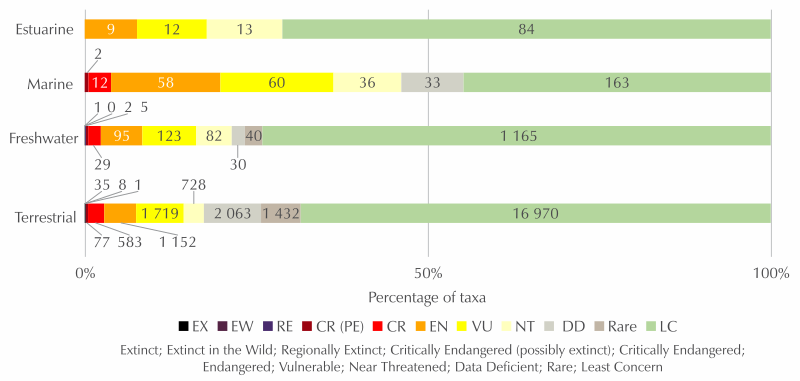 Estuarine 9 12 13 84
2
Marine 12 58 60 36 33 163
1 0 2 5
Freshwater 95 123 82 40 1 165
29 30
35 8 1 728
Terrestrial 1 719 2 063 1 432 16 970
77 583 1 152
0% 50% 100%
Percentage of taxa
EX EW RE CR (PE) CR EN VU NT DD Rare LC
Extinct; Extinct in the Wild; Regionally Extinct; Critically Endangered (possibly extinct); Critically Endangered;
Endangered; Vulnerable; Near Threatened; Data Deficient; Rare; Least Concern